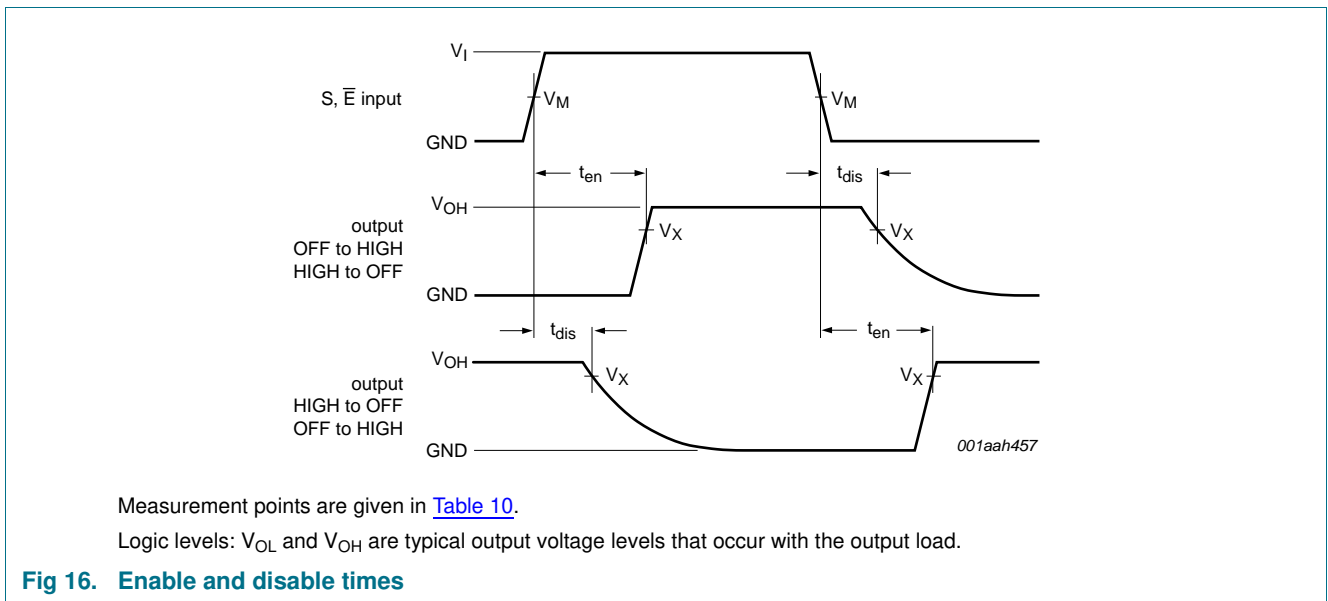 V_I
S, E̅ input
V_M
V_M
GND
t_en
t_dis
V_OH
output
OFF to HIGH
HIGH to OFF
V_X
V_X
GND
t_dis
t_en
V_OH
output
HIGH to OFF
OFF to HIGH
V_X
V_X
GND
001aah457
Measurement points are given in Table 10.
Logic levels: V_OL and V_OH are typical output voltage levels that occur with the output load.
Fig 16. Enable and disable times